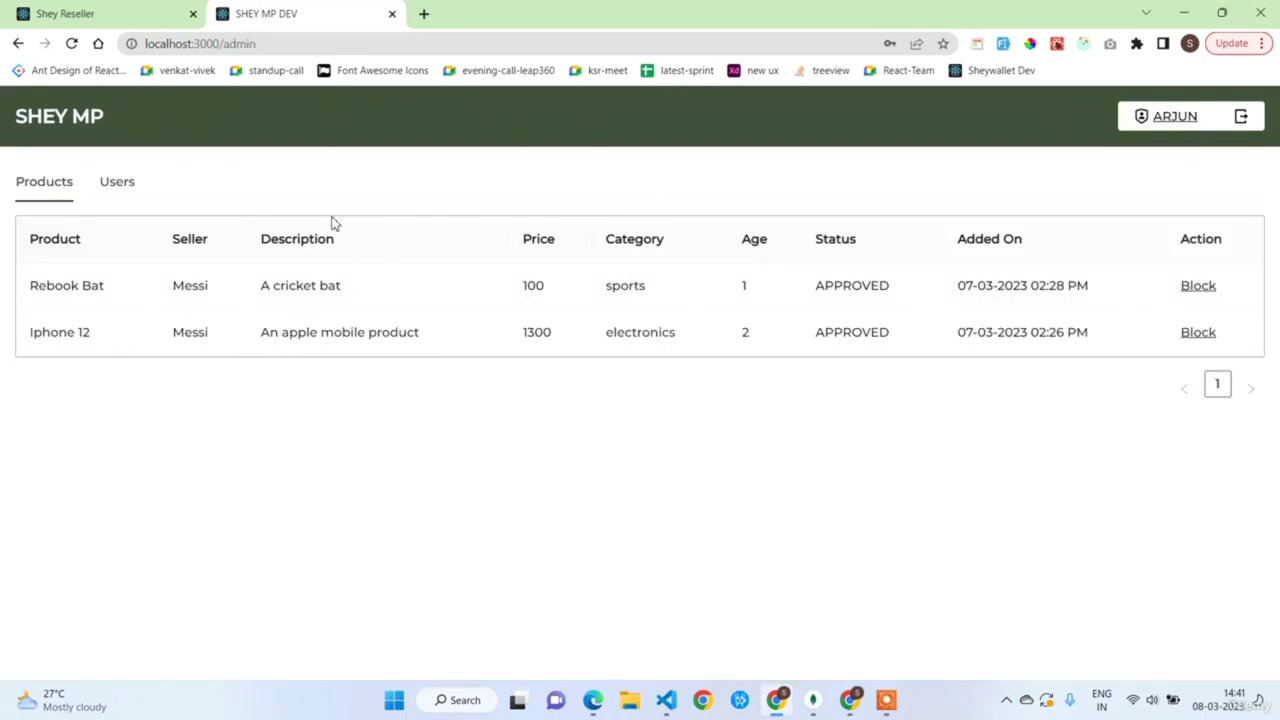 Shey Reseller
SHEY MP DEV
localhost:3000/admin
S
Update
Ant Design of React...
venkat-vivek
standup-call
Font Awesome Icons
evening-call-leap360
ksr-meet
latest-sprint
Xd
new ux
treeview
React-Team
Sheywallet Dev
SHEY MP
ARJUN
Products Users
Product Seller Description Price Category Age Status Added On Action
Rebook Bat Messi A cricket bat 100 sports 1 APPROVED 07-03-2023 02:28 PM Block
Iphone 12 Messi An apple mobile product 1300 electronics 2 APPROVED 07-03-2023 02:26 PM Block
< 1 >
27°C
Mostly cloudy
Search
ENG
IN
14:41
08-03-2023